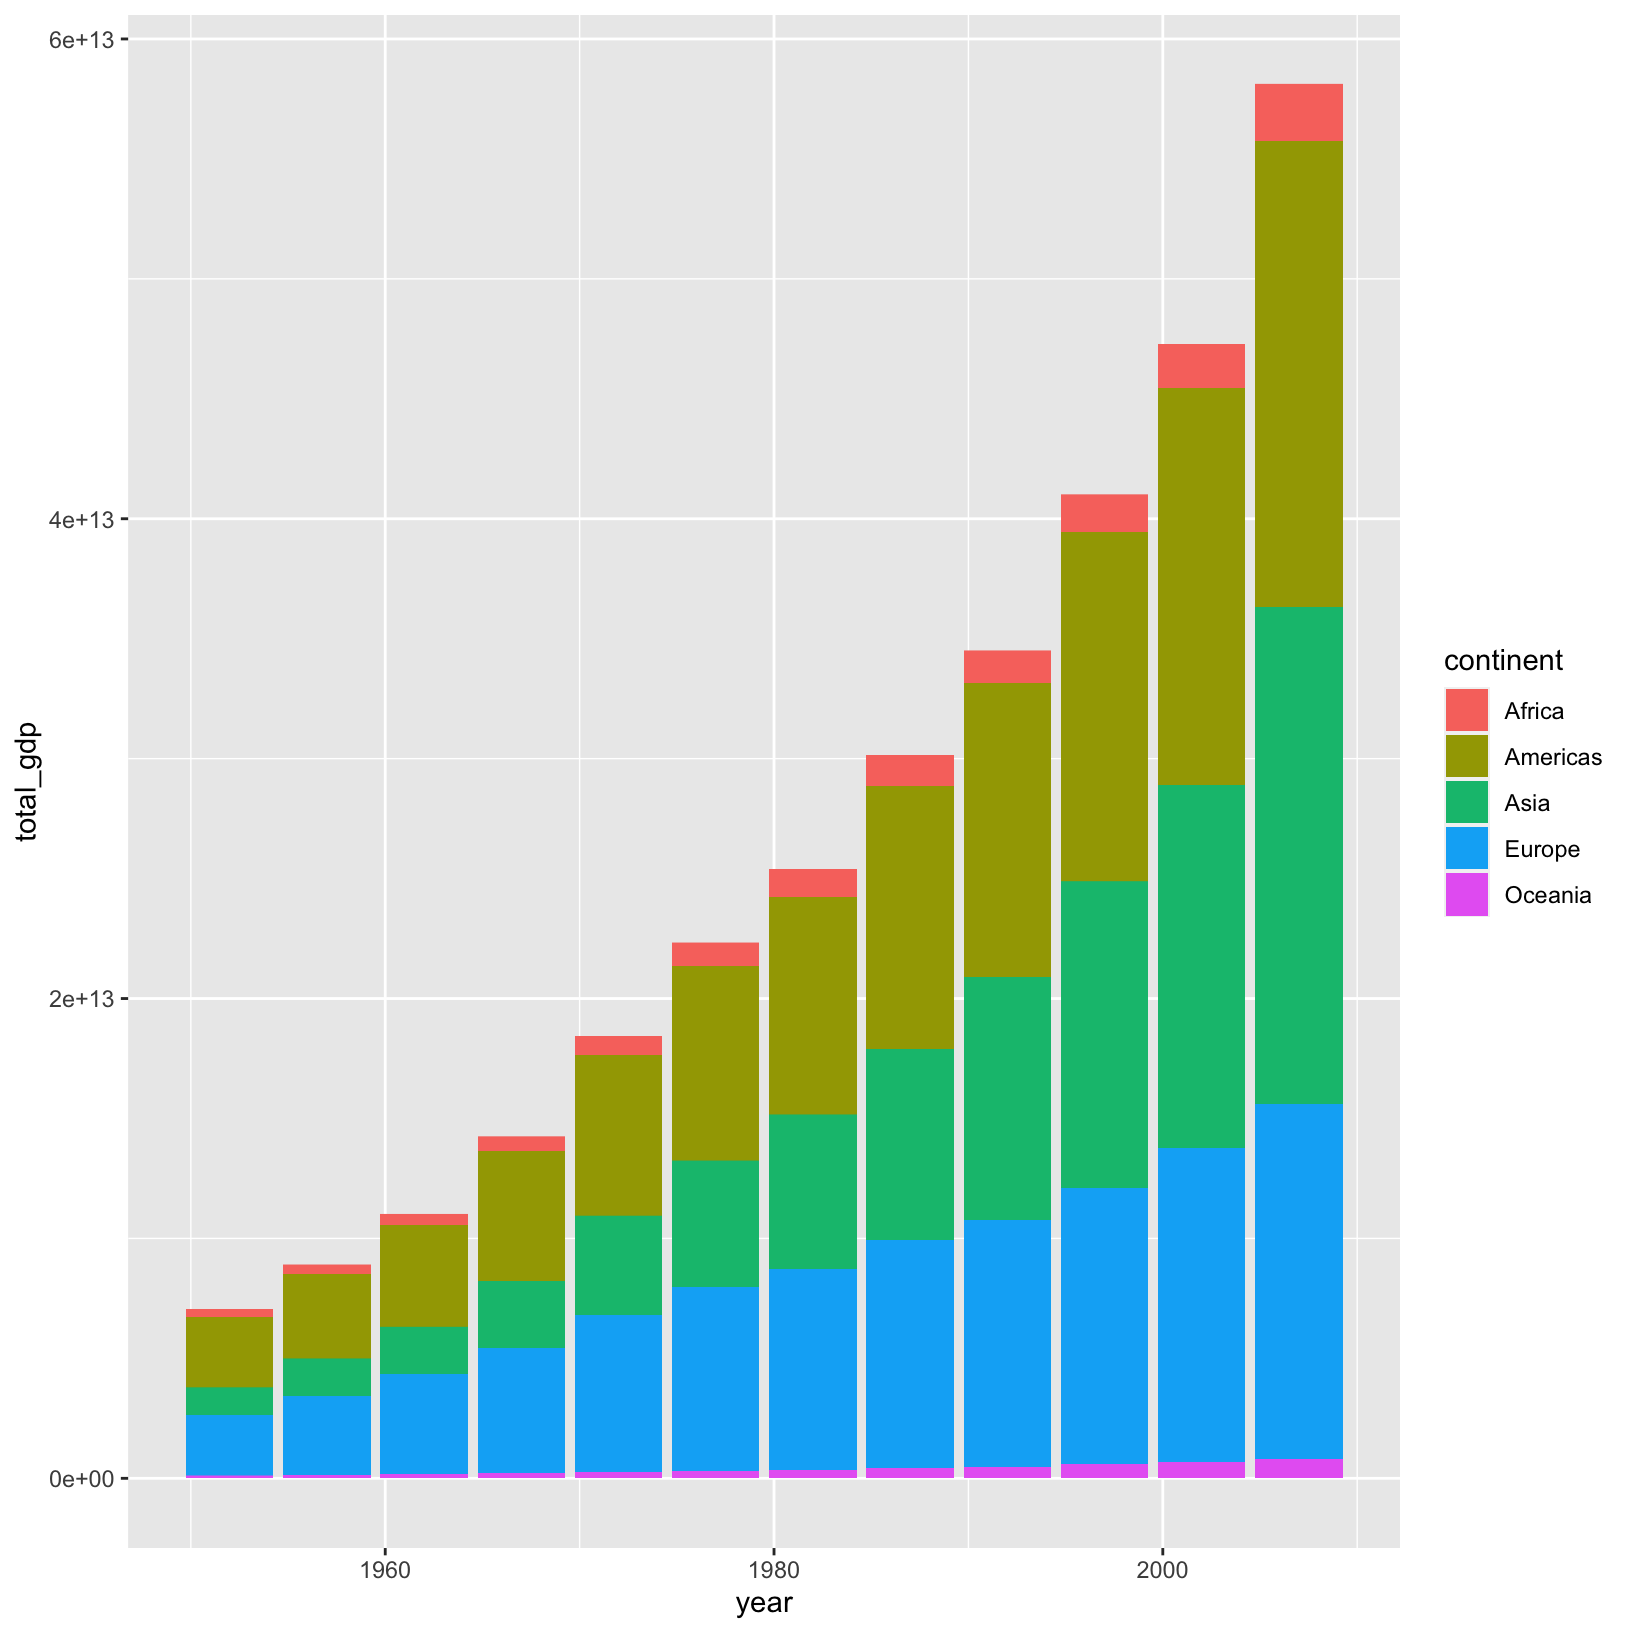 total_gdp
6e+13
4e+13
2e+13
0e+00
1960
1980
2000
year
continent
Africa
Americas
Asia
Europe
Oceania